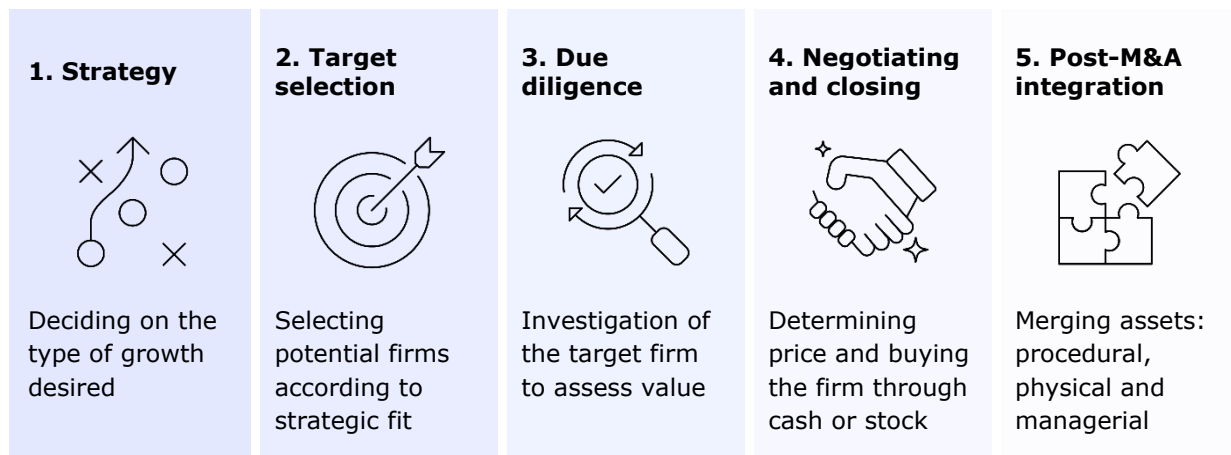 1. Strategy
Deciding on the
type of growth
desired
2. Target
selection
Selecting
potential firms
according to
strategic fit
3. Due
diligence
Investigation of
the target firm
to assess value
4. Negotiating
and closing
Determining
price and buying
the firm through
cash or stock
5. Post-M&A
integration
Merging assets:
procedural,
physical and
managerial